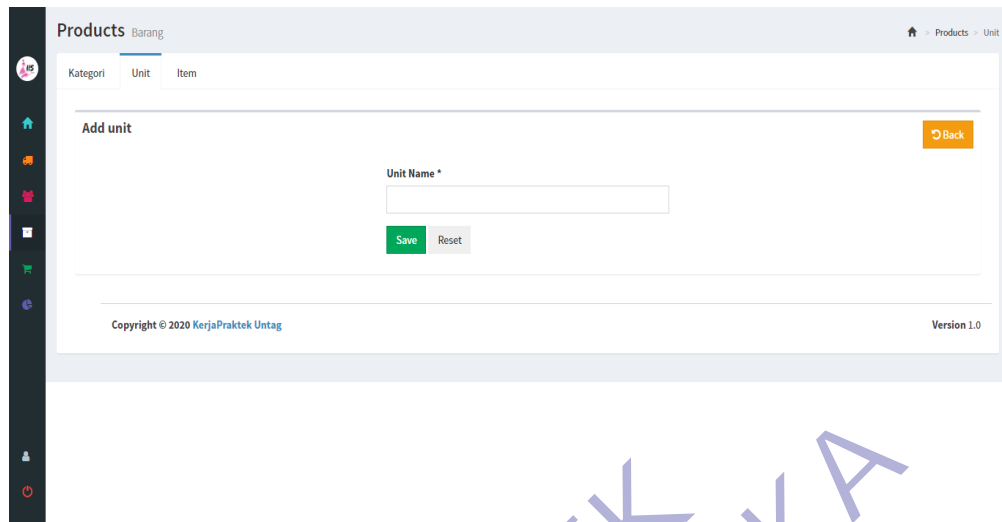 Products Barang
> Products > Unit
Kategori Unit Item
Add unit
Back
Unit Name *
Save Reset
Copyright © 2020 KerjaPraktek Untag
Version 1.0
K
KA